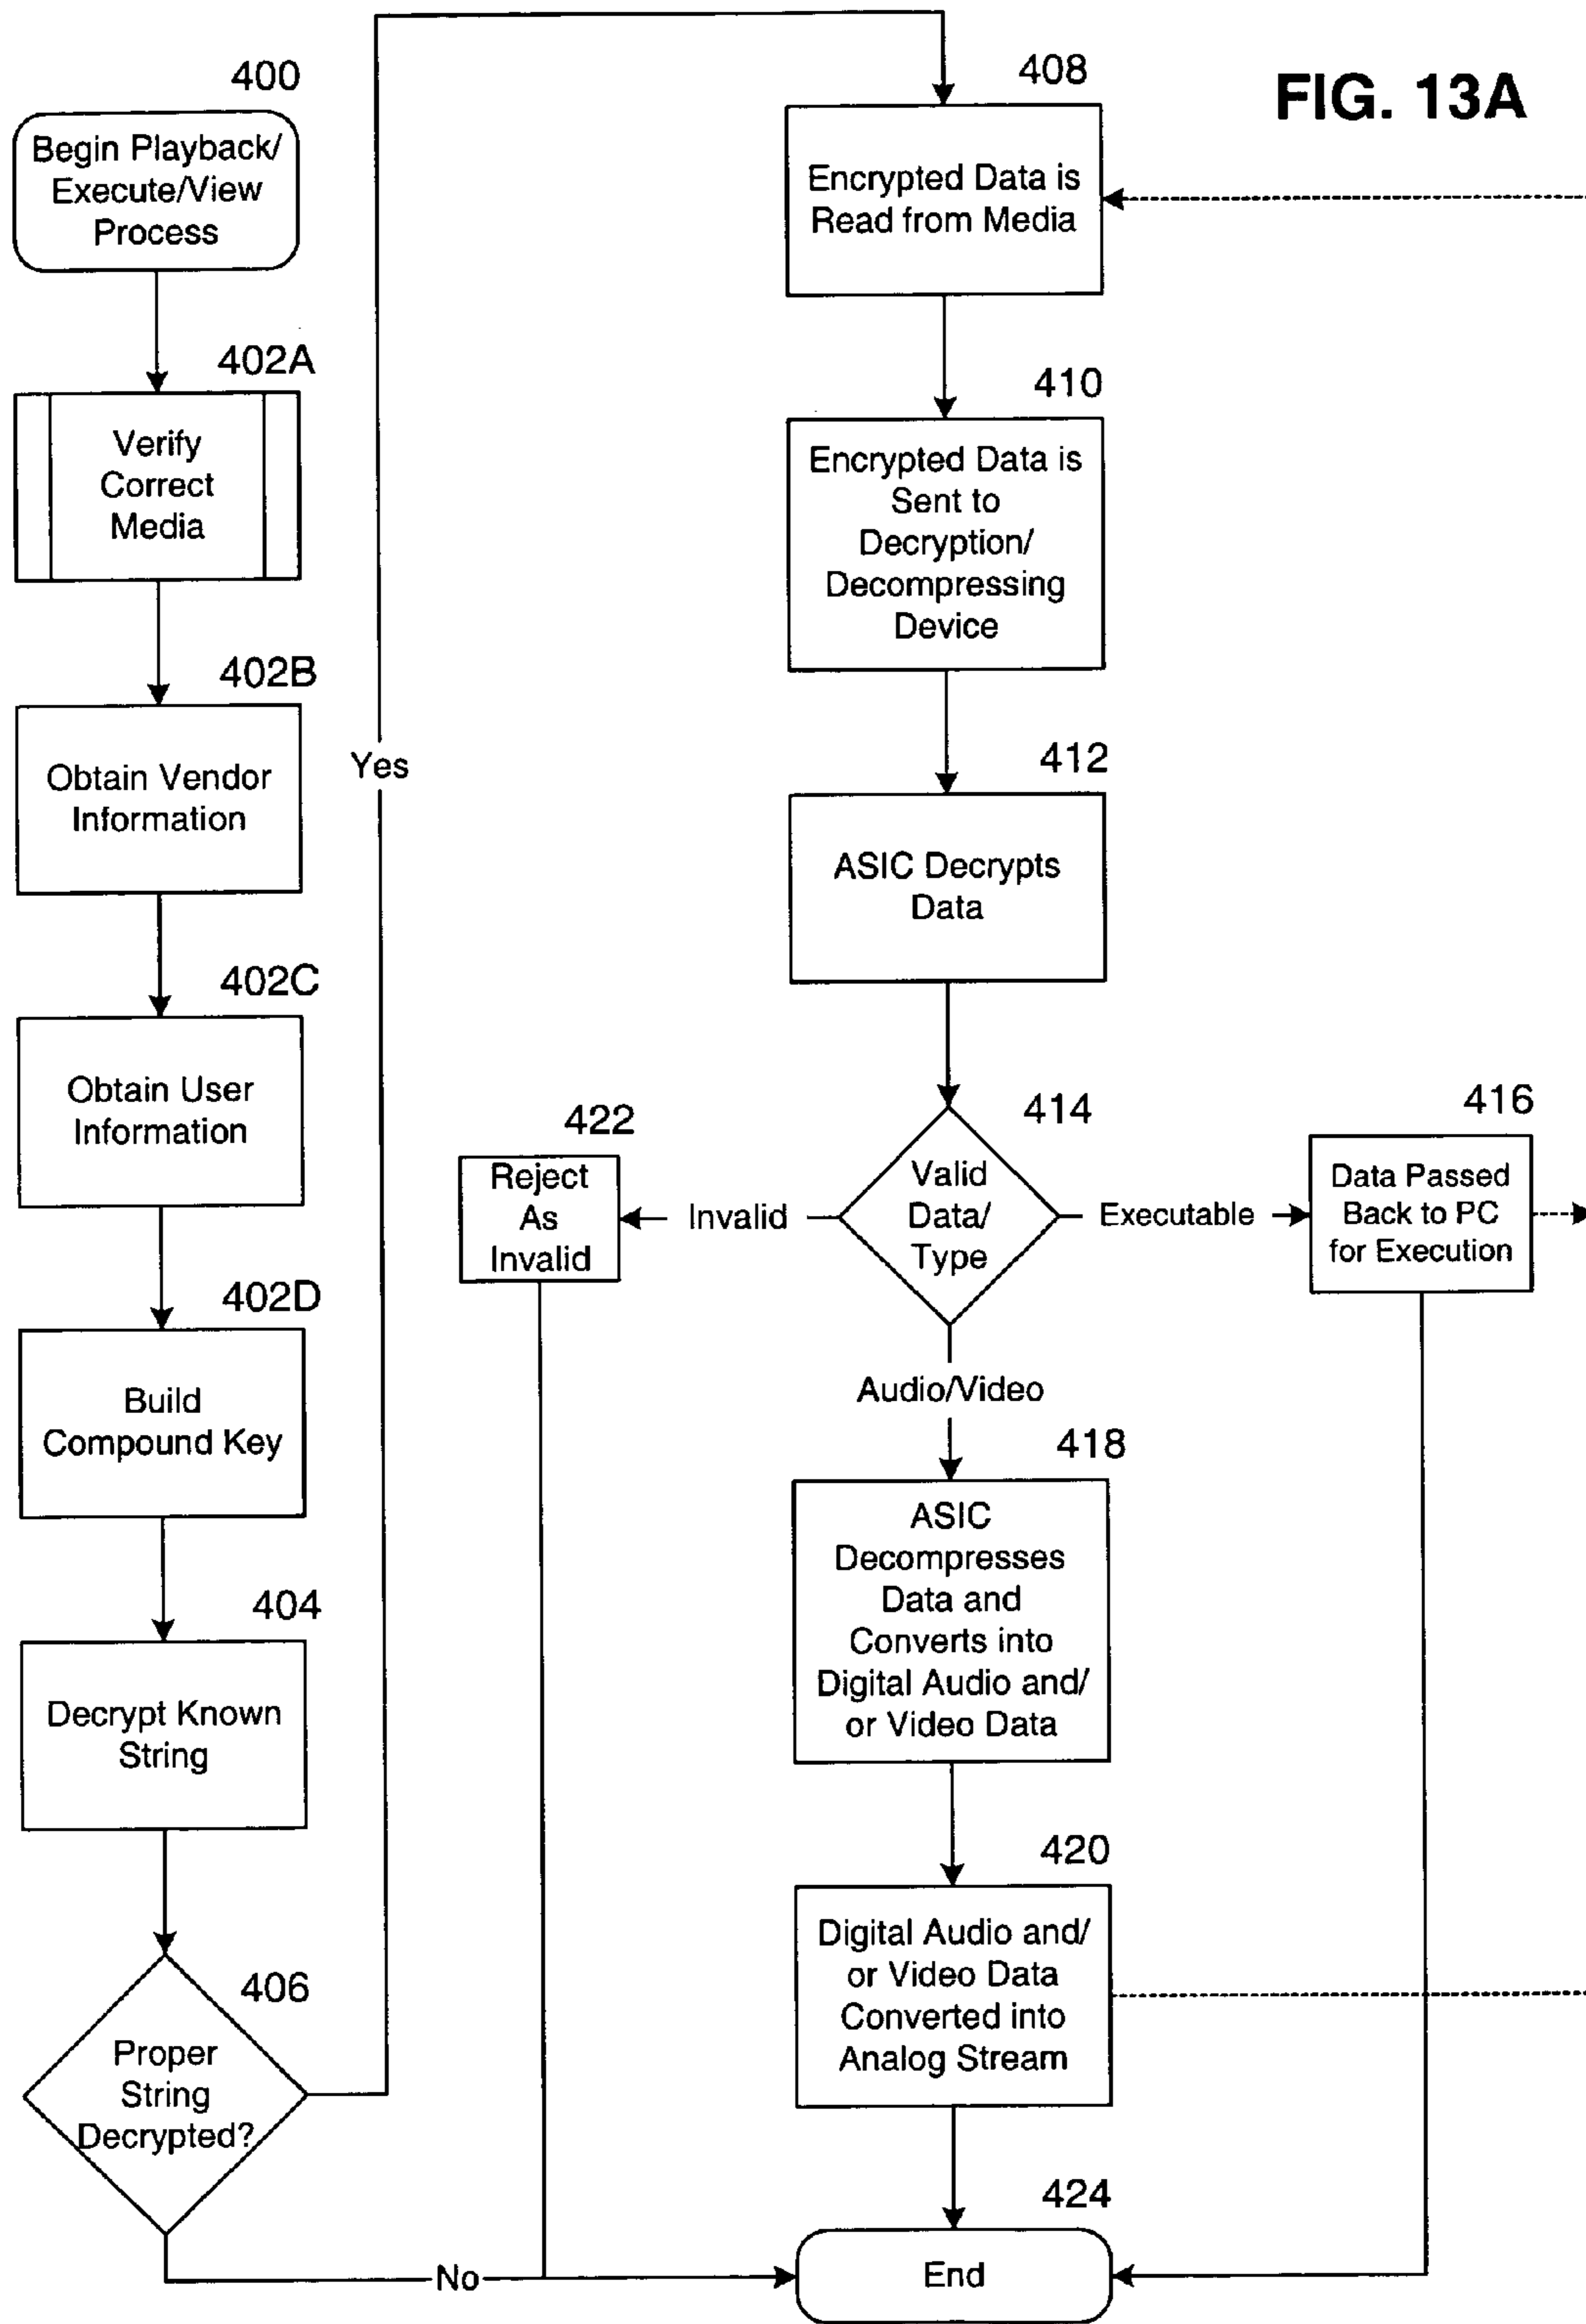 FIG. 13A
400
Begin Playback/
Execute/View
Process
402A
Verify
Correct
Media
402B
Obtain Vendor
Information
402C
Obtain User
Information
402D
Build
Compound Key
404
Decrypt Known
String
406
Proper
String
Decrypted?
Yes
No
408
Encrypted Data is
Read from Media
410
Encrypted Data is
Sent to
Decryption/
Decompressing
Device
412
ASIC Decrypts
Data
414
Valid
Data/
Type
Invalid
422
Reject
As
Invalid
Executable
416
Data Passed
Back to PC
for Execution
Audio/Video
418
ASIC
Decompresses
Data and
Converts into
Digital Audio and/
or Video Data
420
Digital Audio and/
or Video Data
Converted into
Analog Stream
424
End